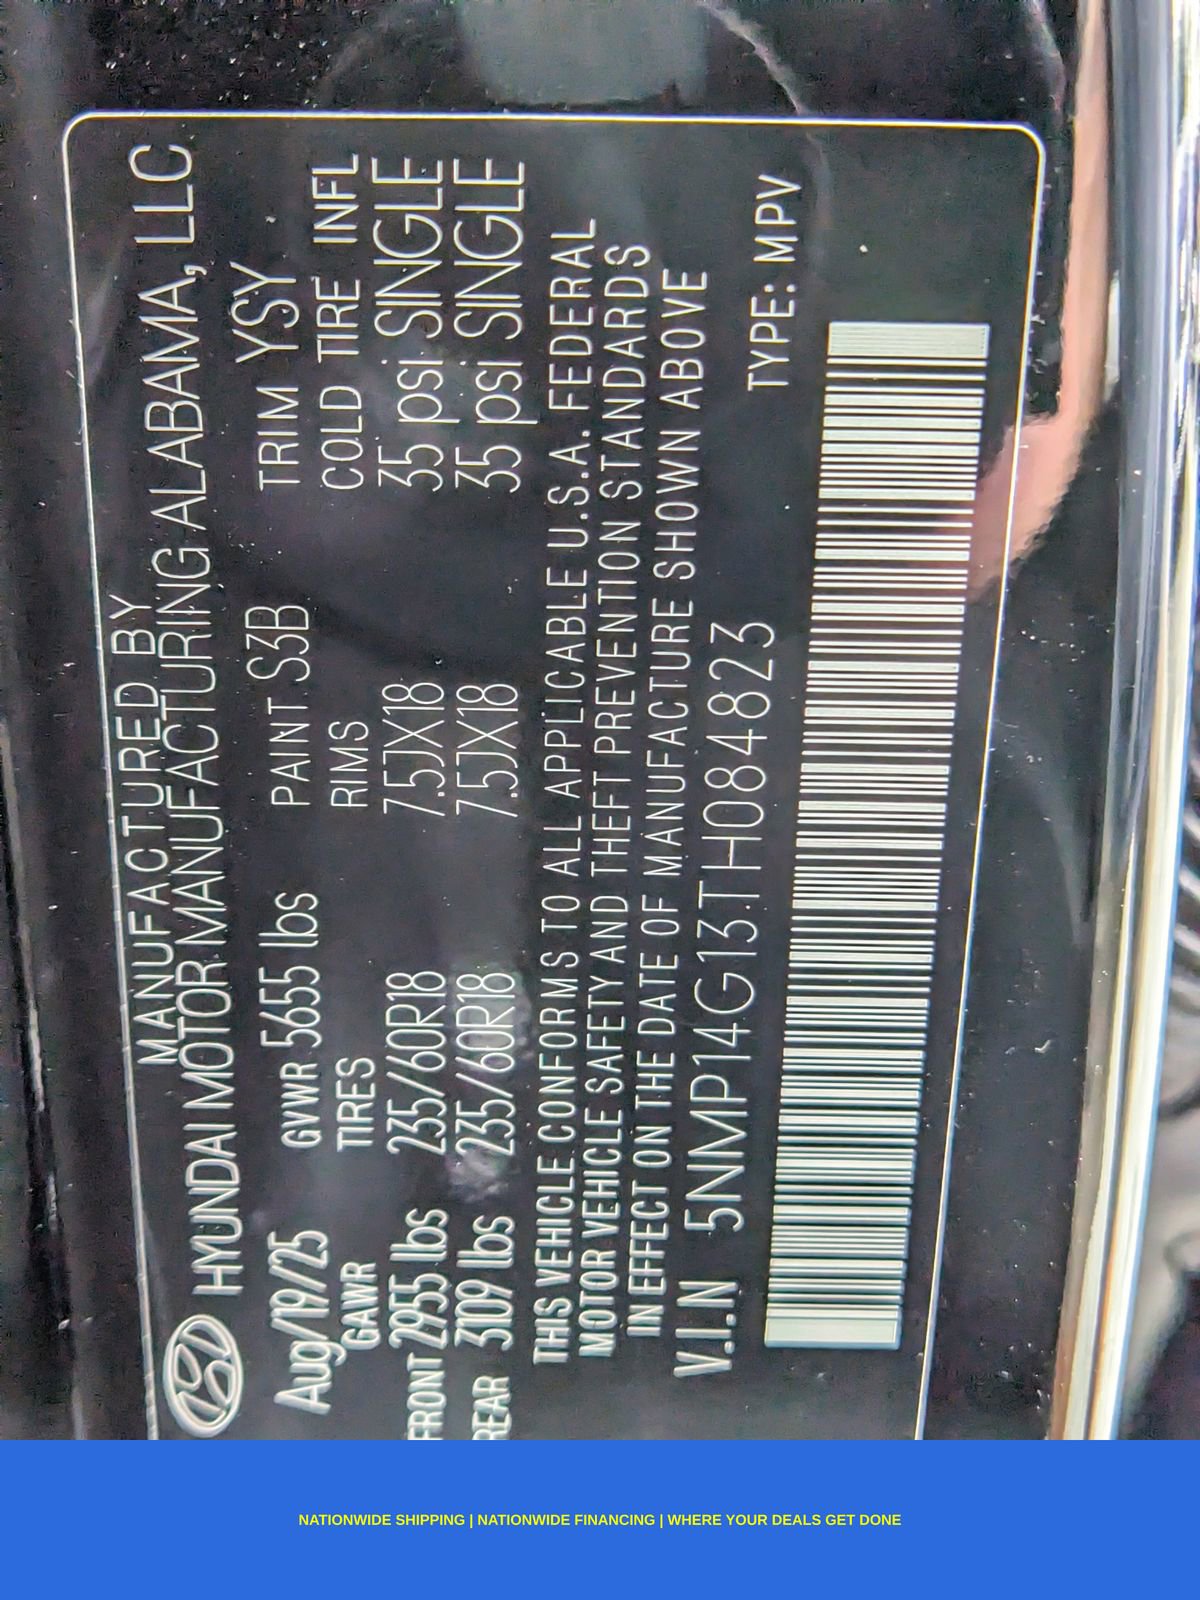 MANUFACTURED BY
HYUNDAI MOTOR MANUFACTURING ALABAMA, LLC
Aug/19/25 GVWR 5655 lbs PAINT S3B TRIM YSY
GAWR TIRES RIMS COLD TIRE INFL
FRONT 2955 lbs 235/60R18 7.5JX18 35 psi SINGLE
REAR 3109 lbs 235/60R18 7.5JX18 35 psi SINGLE
THIS VEHICLE CONFORMS TO ALL APPLICABLE U.S.A. FEDERAL
MOTOR VEHICLE SAFETY AND THEFT PREVENTION STANDARDS
IN EFFECT ON THE DATE OF MANUFACTURE SHOWN ABOVE
V.I.N 5NMP14G13TH084823 TYPE: MPV
NATIONWIDE SHIPPING | NATIONWIDE FINANCING | WHERE YOUR DEALS GET DONE